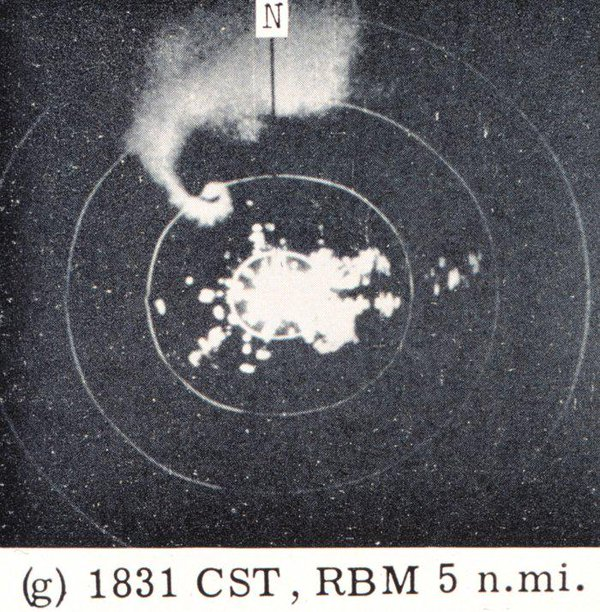 N
(g) 1831 CST, RBM 5 n.mi.